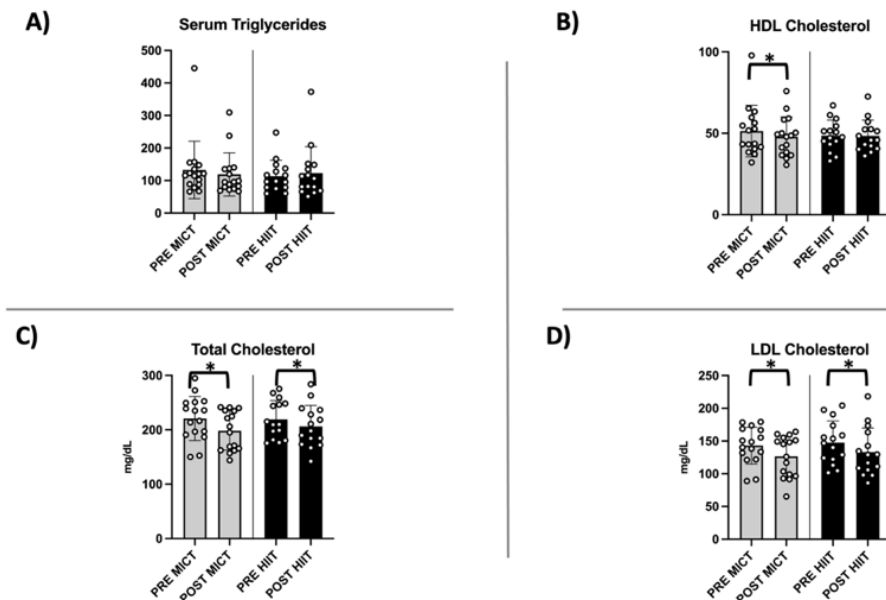 A)
Serum Triglycerides
500
400
300
200
100
0
PRE MICT
POST MICT
PRE HIIT
POST HIIT
B)
HDL Cholesterol
100
50
0
*
PRE MICT
POST MICT
PRE HIIT
POST HIIT
C)
Total Cholesterol
mg/dL
300
200
100
0
*
*
PRE MICT
POST MICT
PRE HIIT
POST HIIT
D)
LDL Cholesterol
mg/dL
250
200
150
100
50
0
*
*
PRE MICT
POST MICT
PRE HIIT
POST HIIT